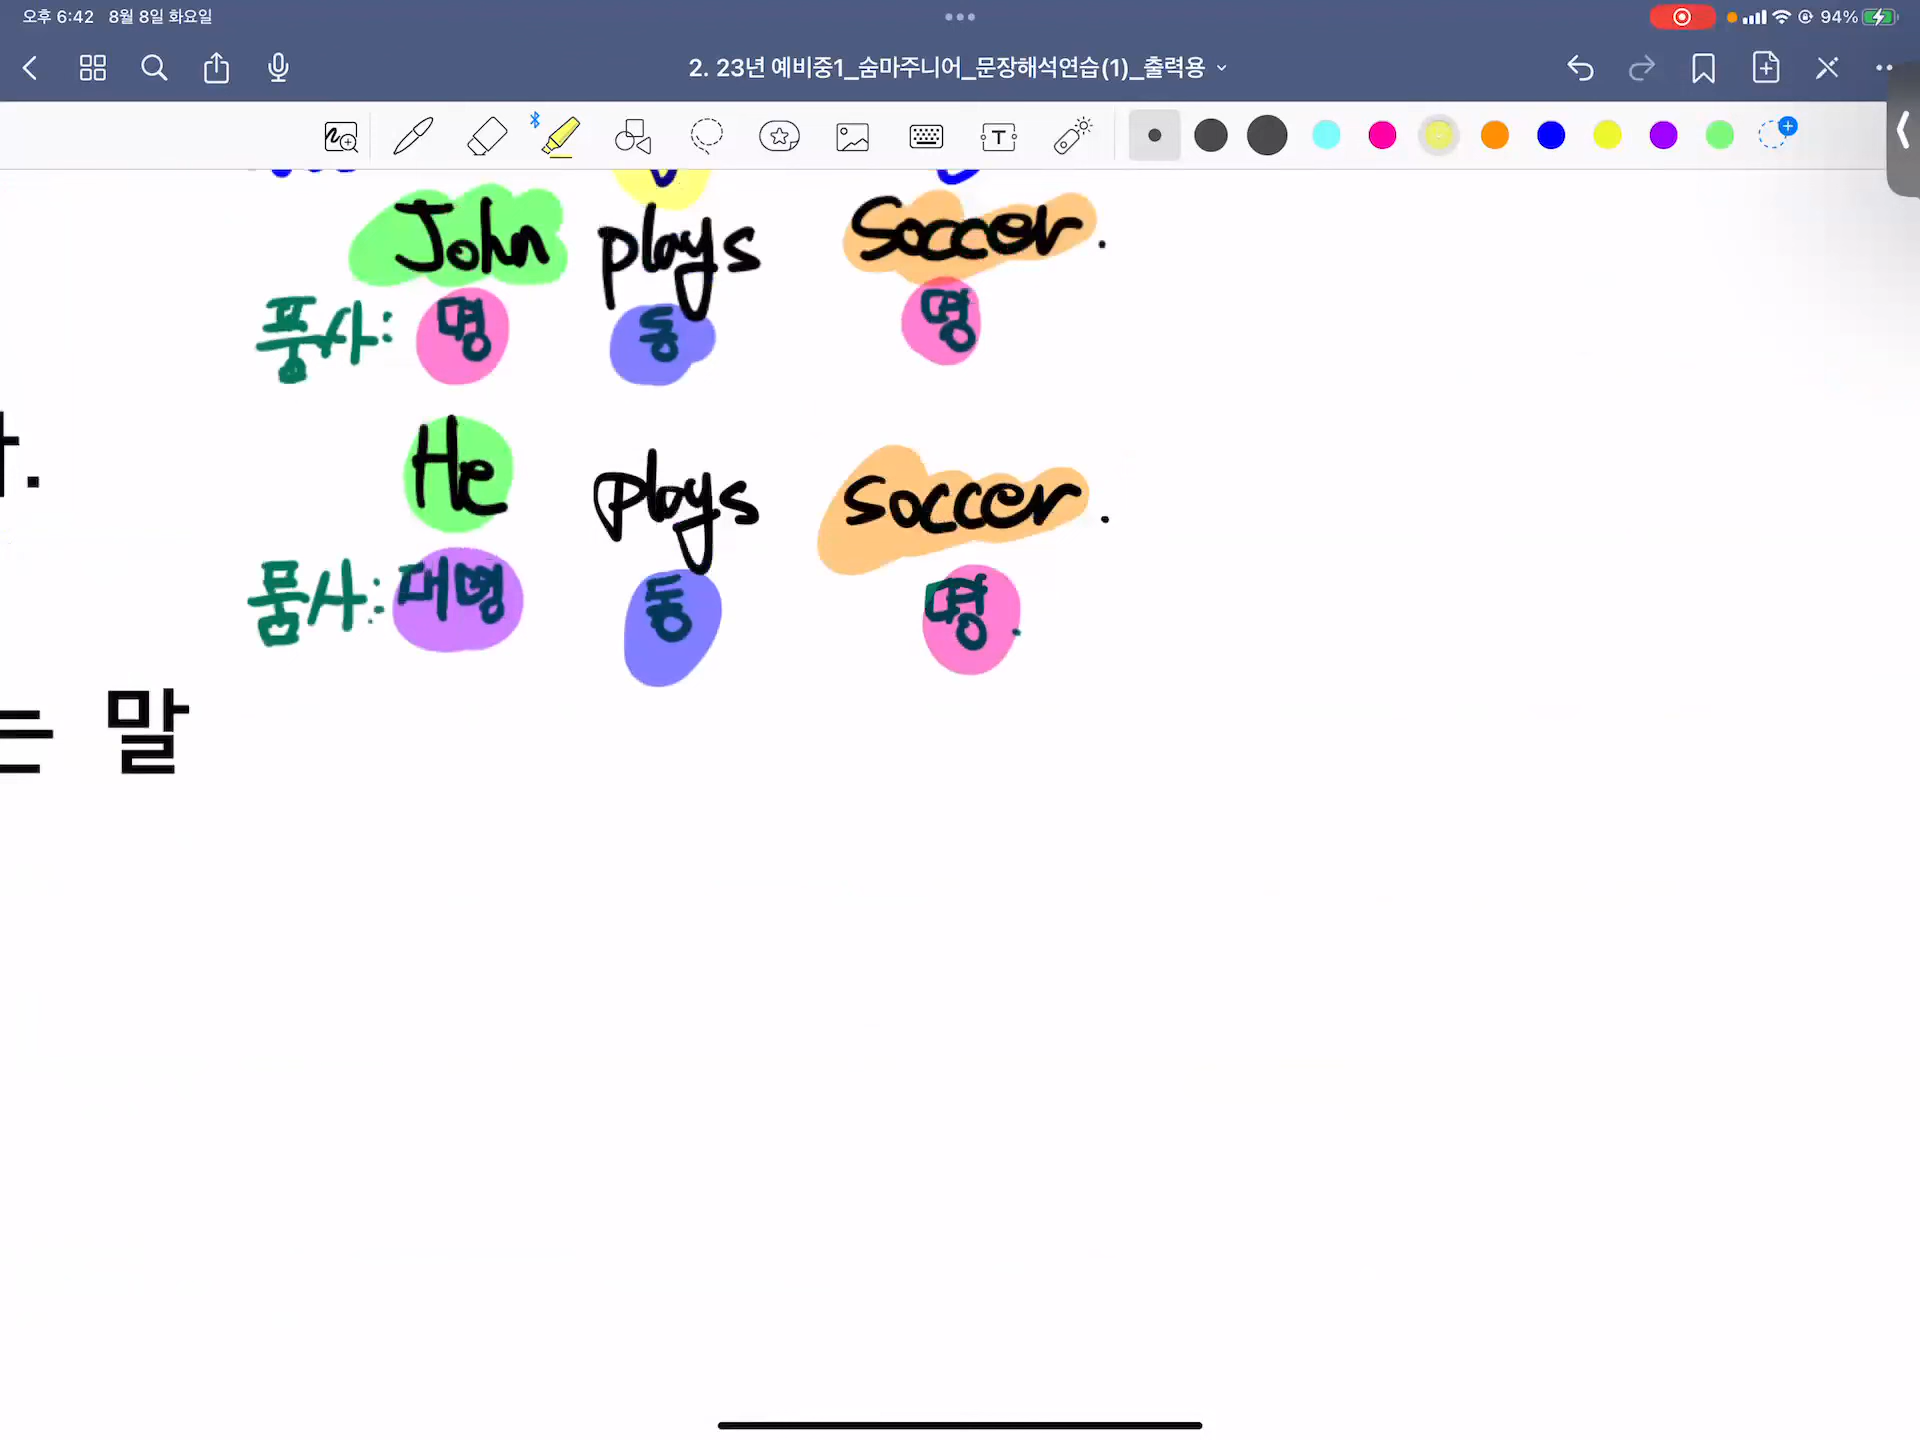 오후 6:42 8월 8일 화요일
94%
2. 23년 예비중1_숨마주니어_문장해석연습(1)_출력용
John plays soccer.
품사: 명 동 명
He plays soccer.
품사: 대명 동 명.
는 말